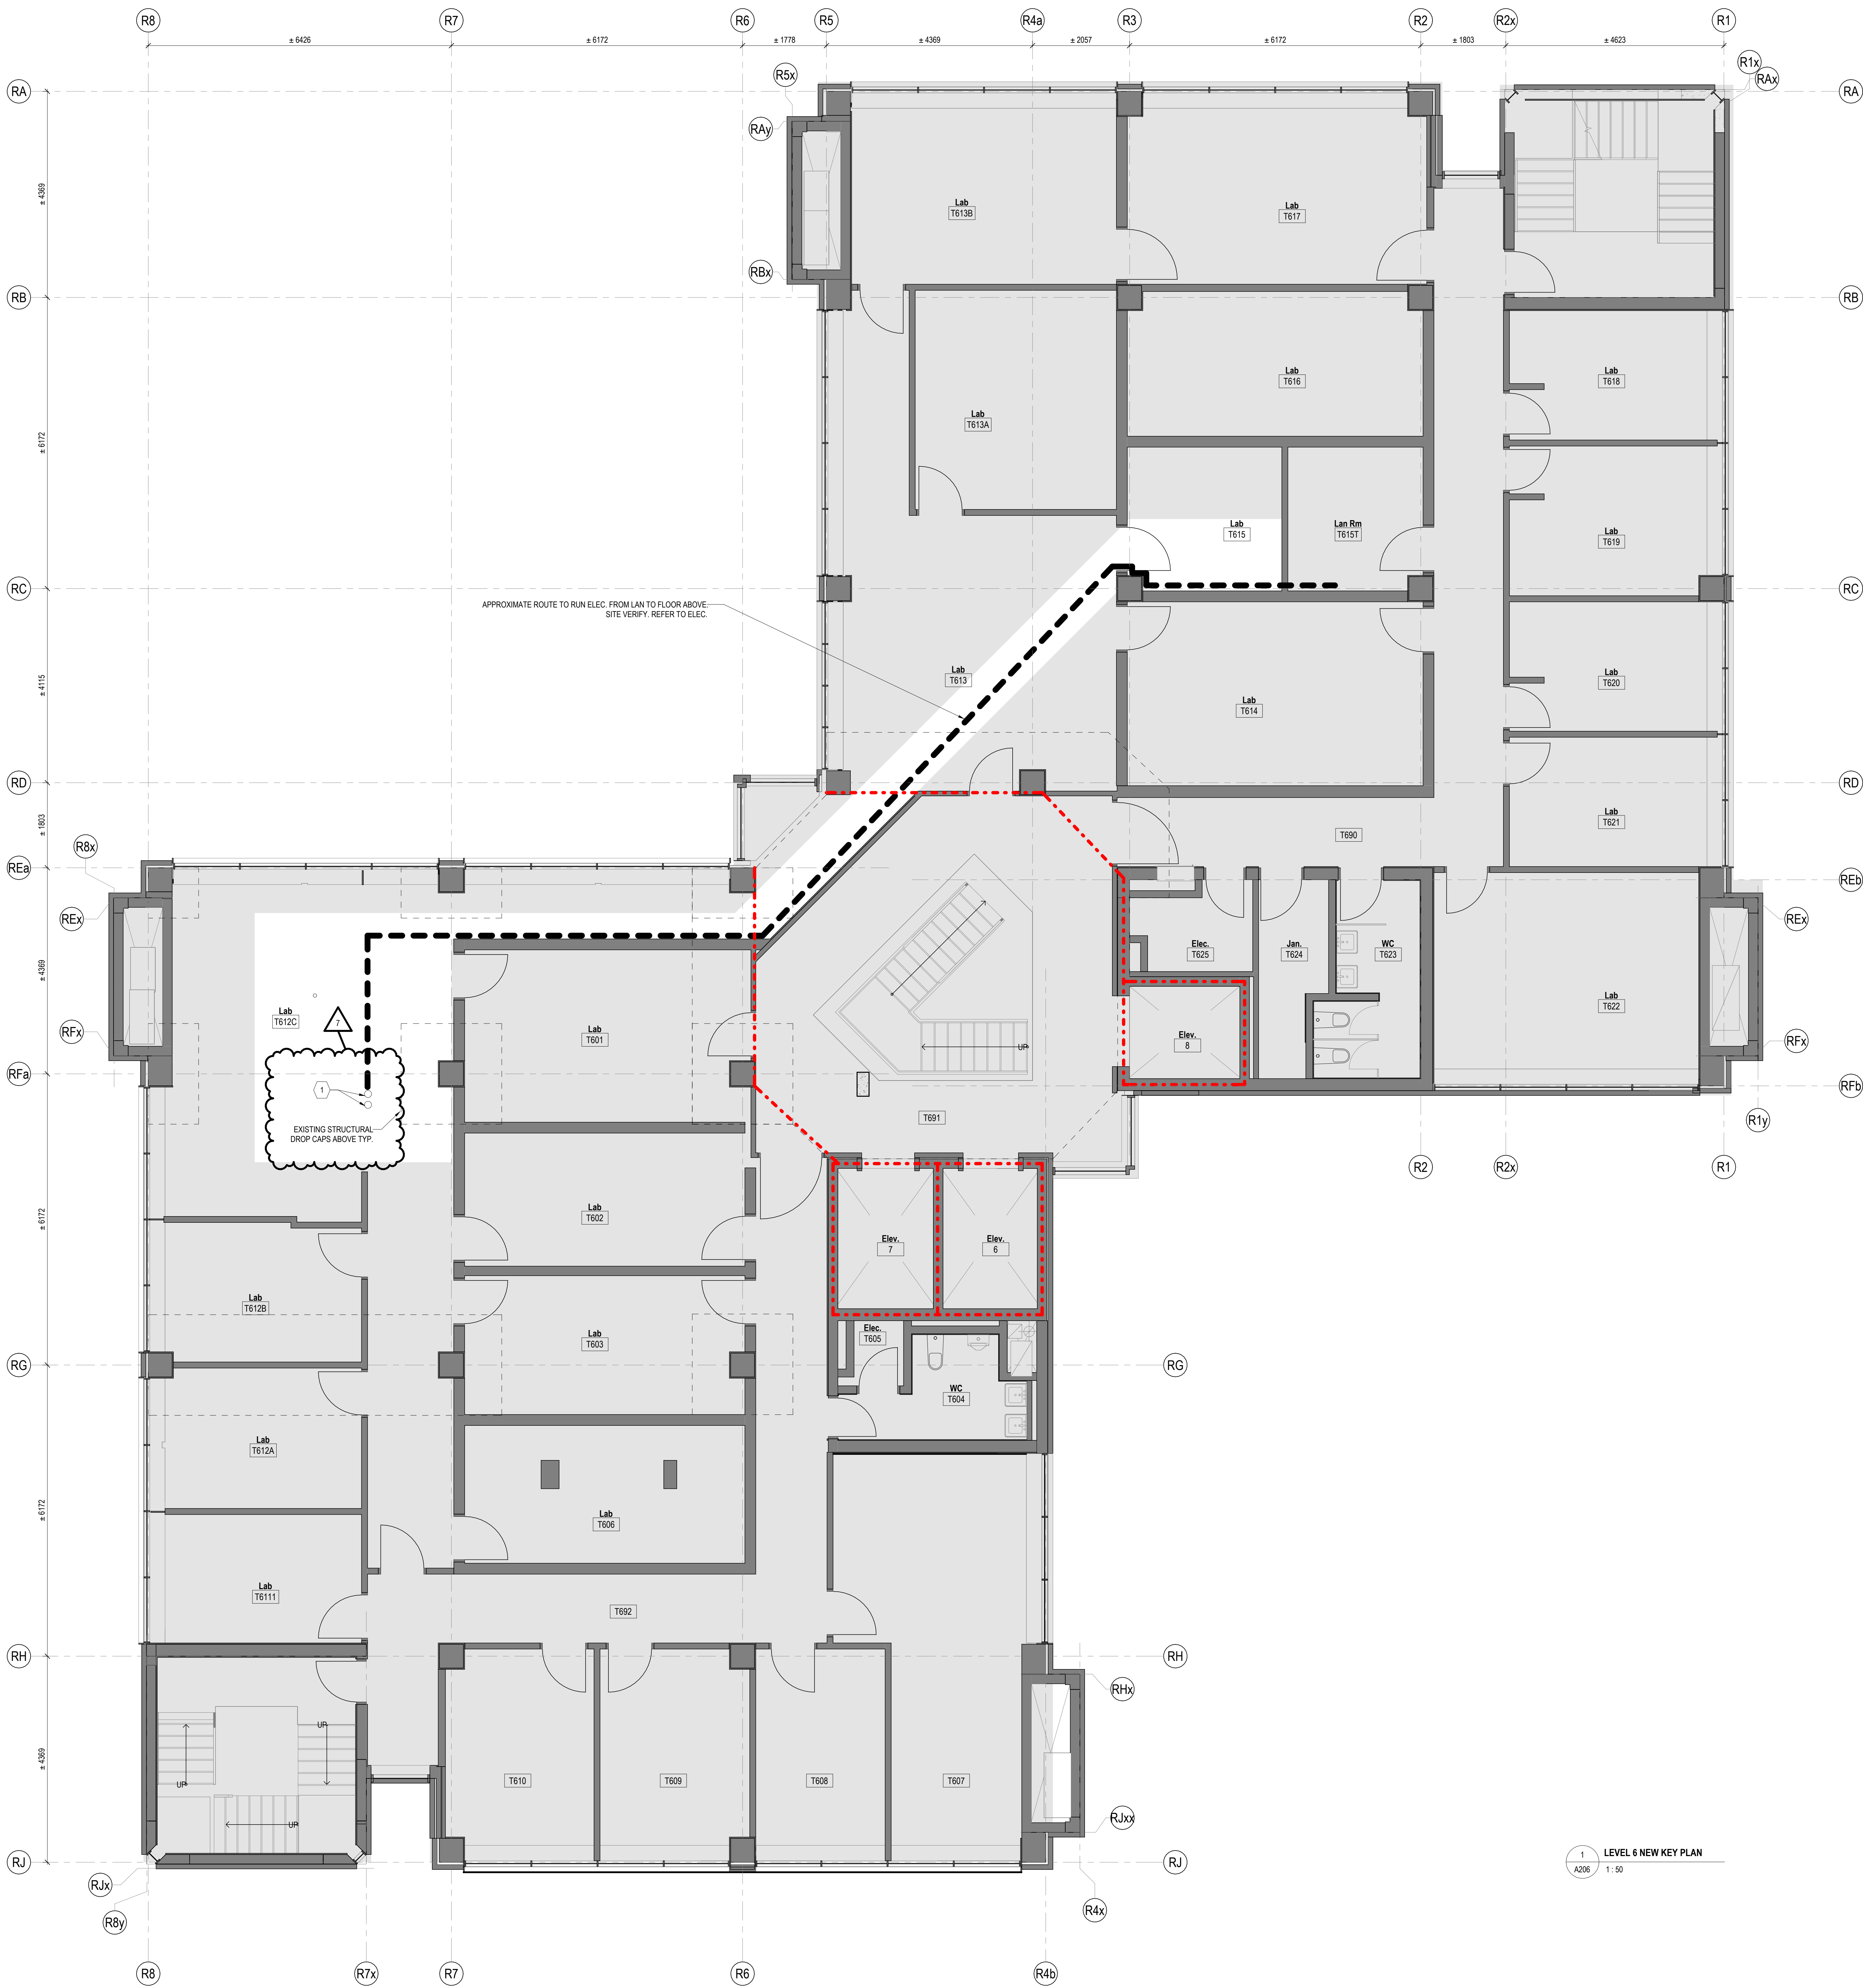 R8
R7
R6
R5
R4a
R3
R2
R2x
R1
± 6426
± 6172
± 1778
± 4369
± 2057
± 6172
± 1803
± 4623
R5x
R1x
RAx
RA
RA
RAy
± 4369
Lab
T613B
Lab
T617
RBx
RB
RB
Lab
T616
Lab
T618
Lab
T613A
± 6172
Lab
T615
Lan Rm
T615T
Lab
T619
RC
RC
APPROXIMATE ROUTE TO RUN ELEC. FROM LAN TO FLOOR ABOVE.
SITE VERIFY. REFER TO ELEC.
Lab
T613
± 4115
Lab
T614
Lab
T620
RD
RD
± 1803
T690
Lab
T621
R8x
REa
REb
REx
REx
± 4369
Elec.
T625
Jan.
T624
WC
T623
Lab
T622
Lab
T612C
7
Lab
T601
Elev.
8
UP
RFx
RFx
RFa
RFb
1
T691
R1y
EXISTING STRUCTURAL
DROP CAPS ABOVE TYP.
R2
R2x
R1
± 6172
Lab
T602
Elev.
7
Elev.
6
Lab
T612B
Lab
T603
Elec.
T605
RG
RG
WC
T604
Lab
T612A
± 6172
Lab
T606
Lab
T6111
T692
RH
RH
RHx
UP
UP
UP
± 4369
T610
T609
T608
T607
RJxx
RJ
RJ
1
A206
LEVEL 6 NEW KEY PLAN
1 : 50
RJx
R8y
R4x
R8
R7x
R7
R6
R4b